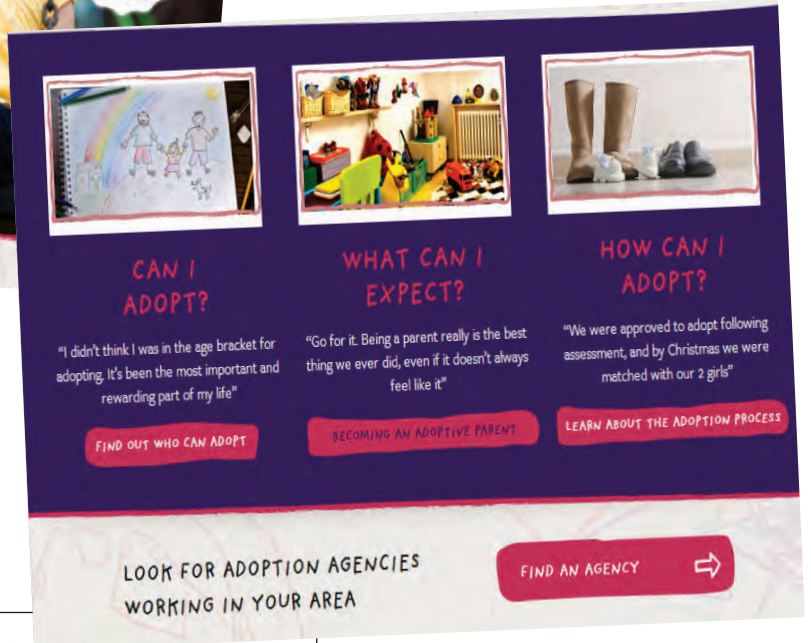 CAN I
ADOPT?
“I didn’t think I was in the age bracket for
adopting. It’s been the most important and
rewarding part of my life”
FIND OUT WHO CAN ADOPT
WHAT CAN I
EXPECT?
“Go for it. Being a parent really is the best
thing we ever did, even if it doesn’t always
feel like it”
BECOMING AN ADOPTIVE PARENT
HOW CAN I
ADOPT?
“We were approved to adopt following
assessment, and by Christmas we were
matched with our 2 girls”
LEARN ABOUT THE ADOPTION PROCESS
LOOK FOR ADOPTION AGENCIES
WORKING IN YOUR AREA
FIND AN AGENCY